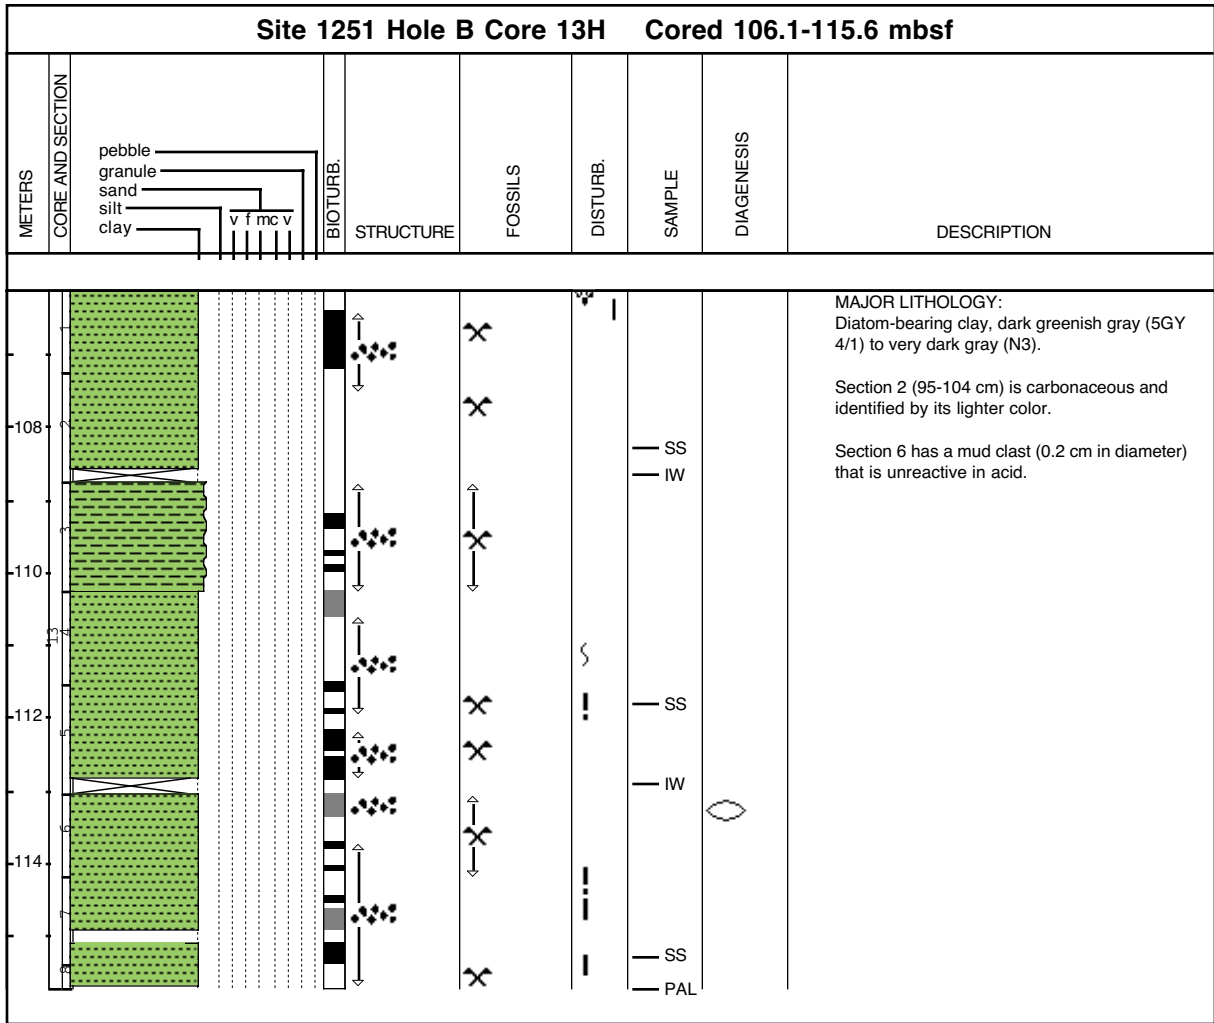 Site 1251 Hole B Core 13H Cored 106.1-115.6 mbsf
METERS
CORE AND SECTION
pebble
granule
sand
silt
v f m c v
clay
BIOTURB.
STRUCTURE
FOSSILS
DISTURB.
SAMPLE
DIAGENESIS
DESCRIPTION
MAJOR LITHOLOGY:
Diatom-bearing clay, dark greenish gray (5GY
4/1) to very dark gray (N3).
Section 2 (95-104 cm) is carbonaceous and
identified by its lighter color.
Section 6 has a mud clast (0.2 cm in diameter)
that is unreactive in acid.
1
2
108
SS
IW
3
110
13
4
112
SS
5
IW
6
114
7
SS
8
PAL